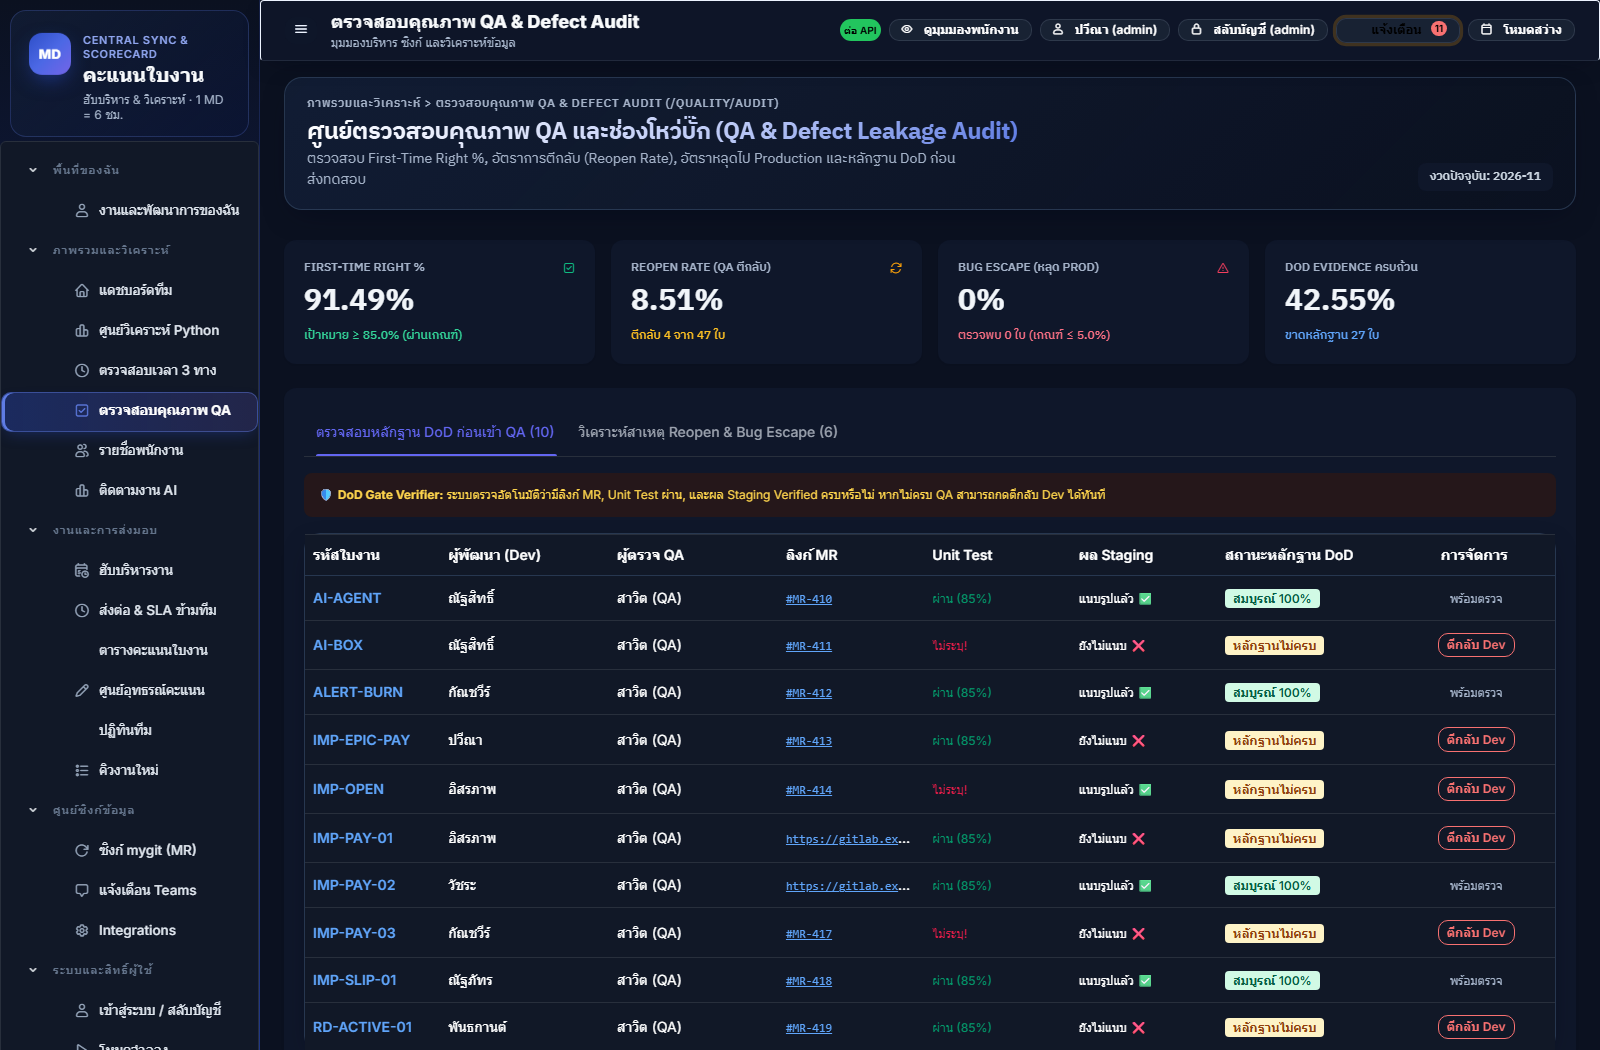 MD
CENTRAL SYNC &
SCORECARD
คะแนนใบงาน
ฮับบริหาร & วิเคราะห์ · 1 MD
= 6 ชม.
พื้นที่ของฉัน
งานและพัฒนาการของฉัน
ภาพรวมและวิเคราะห์
แดชบอร์ดทีม
ศูนย์วิเคราะห์ Python
ตรวจสอบเวลา 3 ทาง
ตรวจสอบคุณภาพ QA
รายชื่อพนักงาน
ติดตามงาน AI
งานและการส่งมอบ
ฮับบริหารงาน
ส่งต่อ & SLA ข้ามทีม
ตารางคะแนนใบงาน
ศูนย์อุทธรณ์คะแนน
ปฏิทินทีม
คิวงานใหม่
ศูนย์ซิงก์ข้อมูล
ซิงก์ mygit (MR)
แจ้งเตือน Teams
Integrations
ระบบและสิทธิ์ผู้ใช้
เข้าสู่ระบบ / สลับบัญชี
ตรวจสอบคุณภาพ QA & Defect Audit
มุมมองบริหาร ซิงก์ และวิเคราะห์ข้อมูล
ต่อ API
ดูมุมมองพนักงาน
ปวีณา (admin)
สลับบัญชี (admin)
แจ้งเตือน 11
โหมดสว่าง
ภาพรวมและวิเคราะห์ > ตรวจสอบคุณภาพ QA & DEFECT AUDIT (/QUALITY/AUDIT)
ศูนย์ตรวจสอบคุณภาพ QA และช่องโหว่บั๊ก (QA & Defect Leakage Audit)
ตรวจสอบ First-Time Right %, อัตราการตีกลับ (Reopen Rate), อัตราหลุดไป Production และหลักฐาน DoD ก่อน
ส่งทดสอบ
งวดปัจจุบัน: 2026-11
FIRST-TIME RIGHT %
91.49%
เป้าหมาย ≥ 85.0% (ผ่านเกณฑ์)
REOPEN RATE (QA ตีกลับ)
8.51%
ตีกลับ 4 จาก 47 ใบ
BUG ESCAPE (หลุด PROD)
0%
ตรวจพบ 0 ใบ (เกณฑ์ ≤ 5.0%)
DOD EVIDENCE ครบถ้วน
42.55%
ขาดหลักฐาน 27 ใบ
ตรวจสอบหลักฐาน DoD ก่อนเข้า QA (10)
วิเคราะห์สาเหตุ Reopen & Bug Escape (6)
DoD Gate Verifier: ระบบตรวจอัตโนมัติว่ามีลิงก์ MR, Unit Test ผ่าน, และผล Staging Verified ครบหรือไม่ หากไม่ครบ QA สามารถกดตีกลับ Dev ได้ทันที
รหัสใบงาน ผู้พัฒนา (Dev) ผู้ตรวจ QA ลิงก์ MR Unit Test ผล Staging สถานะหลักฐาน DoD การจัดการ
AI-AGENT ณัฐสิทธิ์ สาวิต (QA) #MR-410 ผ่าน (85%) แนบรูปแล้ว ✅ สมบูรณ์ 100% พร้อมตรวจ
AI-BOX ณัฐสิทธิ์ สาวิต (QA) #MR-411 ไม่ระบุ! ยังไม่แนบ ❌ หลักฐานไม่ครบ ตีกลับ Dev
ALERT-BURN กัณชวีร์ สาวิต (QA) #MR-412 ผ่าน (85%) แนบรูปแล้ว ✅ สมบูรณ์ 100% พร้อมตรวจ
IMP-EPIC-PAY ปวีณา สาวิต (QA) #MR-413 ผ่าน (85%) ยังไม่แนบ ❌ หลักฐานไม่ครบ ตีกลับ Dev
IMP-OPEN อิสรภาพ สาวิต (QA) #MR-414 ไม่ระบุ! แนบรูปแล้ว ✅ หลักฐานไม่ครบ ตีกลับ Dev
IMP-PAY-01 อิสรภาพ สาวิต (QA) https://gitlab.ex... ผ่าน (85%) ยังไม่แนบ ❌ หลักฐานไม่ครบ ตีกลับ Dev
IMP-PAY-02 วัชระ สาวิต (QA) https://gitlab.ex... ผ่าน (85%) แนบรูปแล้ว ✅ สมบูรณ์ 100% พร้อมตรวจ
IMP-PAY-03 กัณชวีร์ สาวิต (QA) #MR-417 ไม่ระบุ! ยังไม่แนบ ❌ หลักฐานไม่ครบ ตีกลับ Dev
IMP-SLIP-01 ณัฐภัทร สาวิต (QA) #MR-418 ผ่าน (85%) แนบรูปแล้ว ✅ สมบูรณ์ 100% พร้อมตรวจ
RD-ACTIVE-01 พันธกานต์ สาวิต (QA) #MR-419 ผ่าน (85%) ยังไม่แนบ ❌ หลักฐานไม่ครบ ตีกลับ Dev